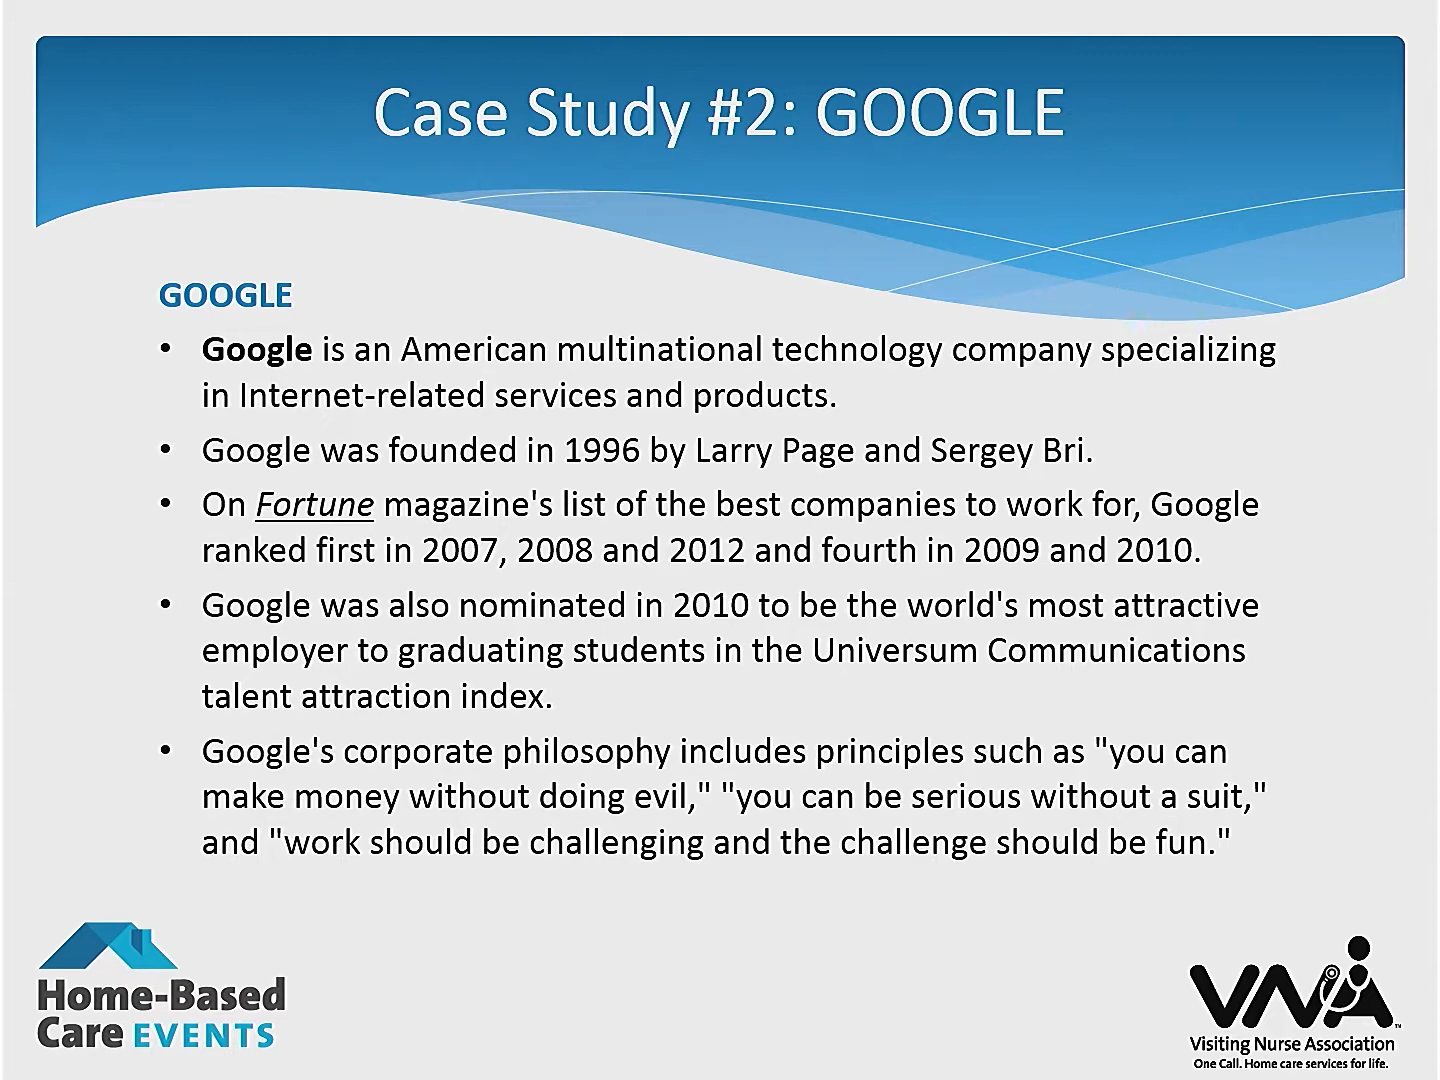 Case Study #2: GOOGLE
GOOGLE
• Google is an American multinational technology company specializing
in Internet-related services and products.
• Google was founded in 1996 by Larry Page and Sergey Bri.
• On Fortune magazine's list of the best companies to work for, Google
ranked first in 2007, 2008 and 2012 and fourth in 2009 and 2010.
• Google was also nominated in 2010 to be the world's most attractive
employer to graduating students in the Universum Communications
talent attraction index.
• Google's corporate philosophy includes principles such as "you can
make money without doing evil," "you can be serious without a suit,"
and "work should be challenging and the challenge should be fun."
Home-Based
Care EVENTS
VNA™
Visiting Nurse Association
One Call. Home care services for life.